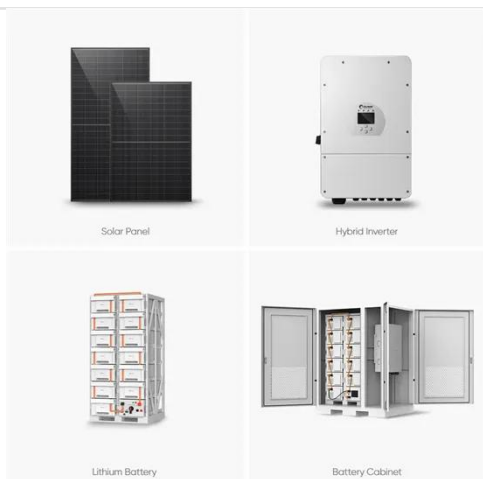 Solar Panel
Hybrid Inverter
Lithium Battery
Battery Cabinet